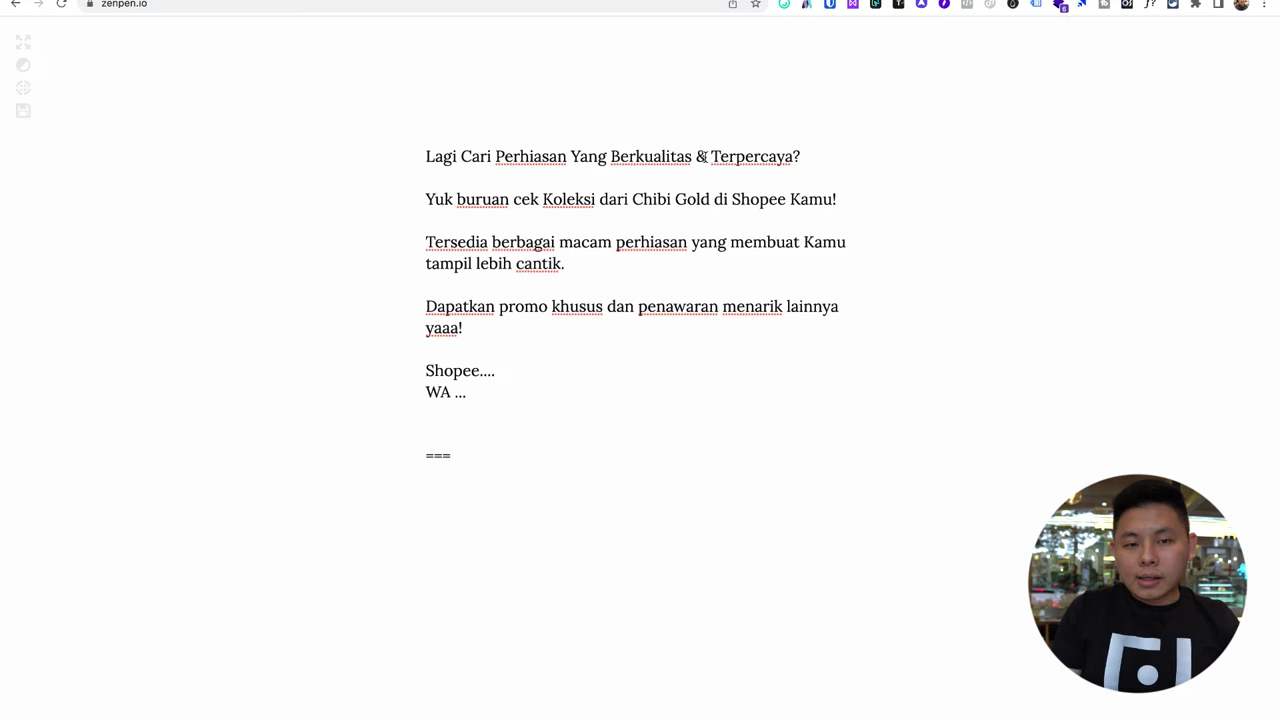 zenpen.io
Lagi Cari Perhiasan Yang Berkualitas & Terpercaya?
Yuk buruan cek Koleksi dari Chibi Gold di Shopee Kamu!
Tersedia berbagai macam perhiasan yang membuat Kamu
tampil lebih cantik.
Dapatkan promo khusus dan penawaran menarik lainnya
yaaa!
Shopee....
WA ...
===